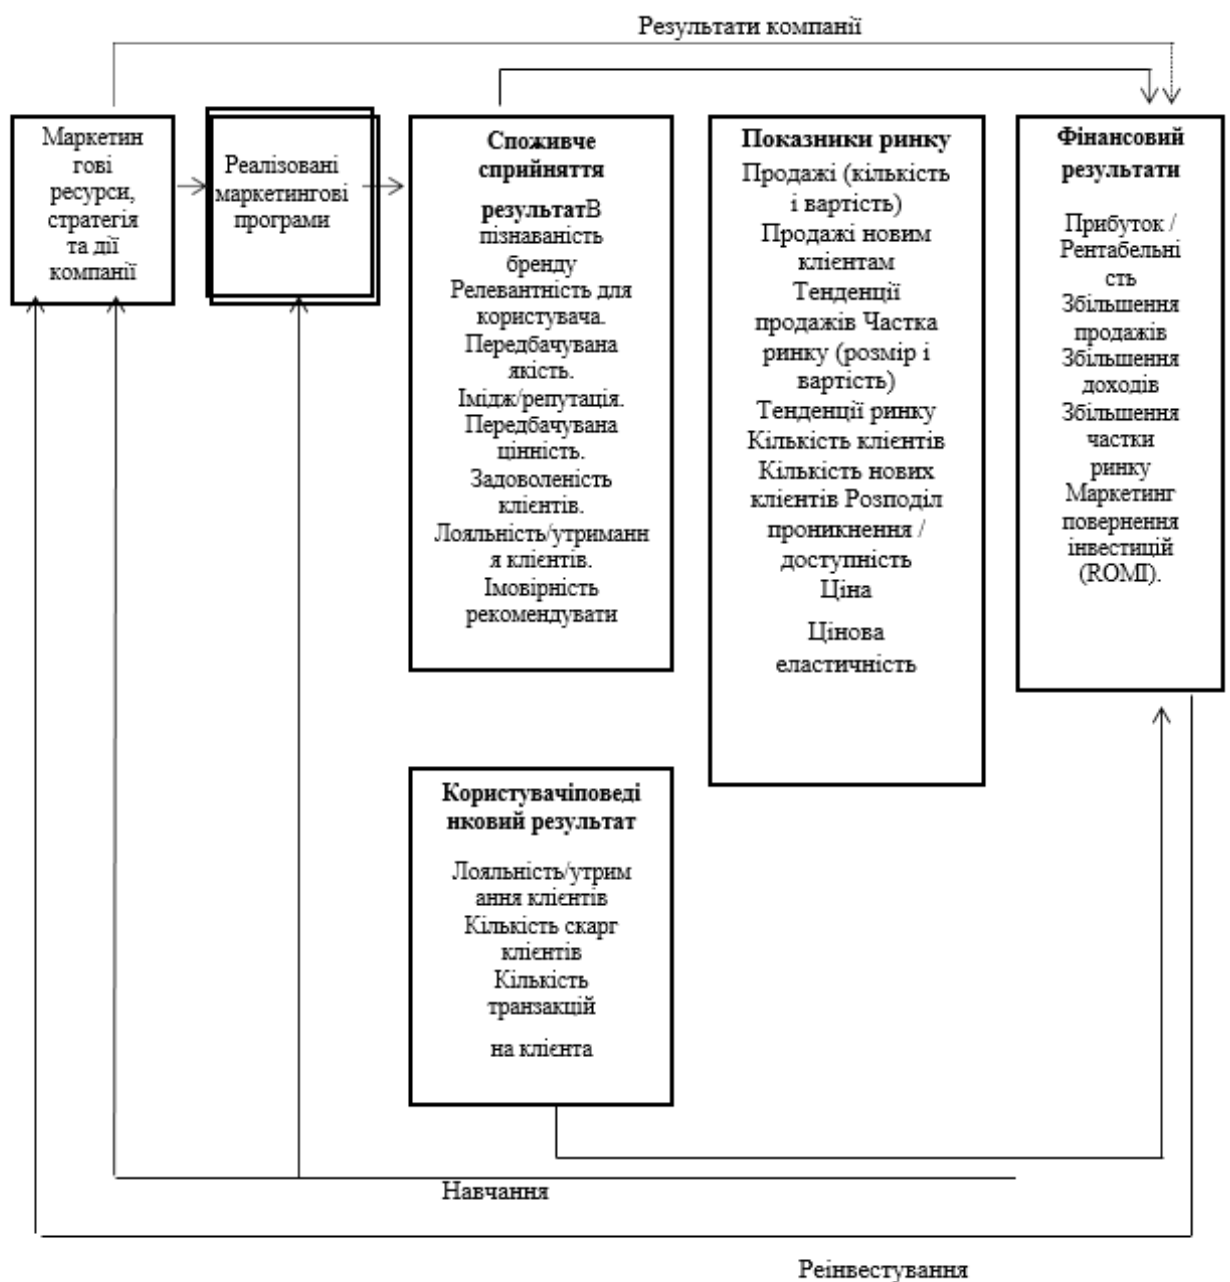 Результати компанії
Маркетин
гові
ресурси,
стратегія
та дії
компанії
Реалізовані
маркетингові
програми
Споживче
сприйняття
результатВ
пізнаваність
бренду
Релевантність для
користувача.
Передбачувана
якість.
Імідж/репутація.
Передбачувана
цінність.
Задоволеність
клієнтів.
Лояльність/утриманн
я клієнтів.
Імовірність
рекомендувати
Показники ринку
Продажі (кількість
і вартість)
Продажі новим
клієнтам
Тенденції
продажів Частка
ринку (розмір і
вартість)
Тенденції ринку
Кількість клієнтів
Кількість нових
клієнтів Розподіл
проникнення /
доступність
Ціна
Цінова
еластичність
Фінансовий
результати
Прибуток /
Рентабельні
сть
Збільшення
продажів
Збільшення
доходів
Збільшення
частки
ринку
Маркетинг
повернення
інвестицій
(ROMI).
Користувачіповеді
нковий результат
Лояльність/утрим
ання клієнтів
Кількість скарг
клієнтів
Кількість
транзакцій
на клієнта
Навчання
Реінвестування